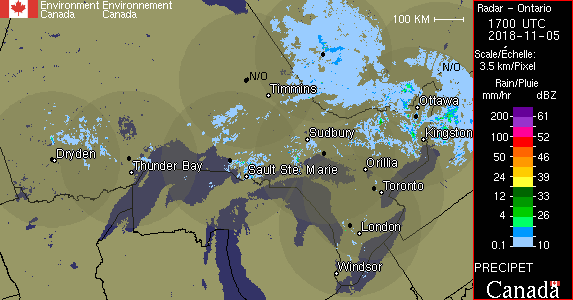 Environment Environnement
Canada Canada
100 KM
Radar - Ontario
1700 UTC
2018-11-05
Scale/Échelle:
3.5 km/Pixel
Rain/Pluie
mm/hr dBZ
200 61
100 52
50 46
24 39
12 33
4 26
0.1 10
PRECIPET
Canada
N/O
N/O
Timmins
Ottawa
Sudbury
Kingston
Dryden
Thunder Bay
Sault Ste. Marie
Orillia
Toronto
London
Windsor